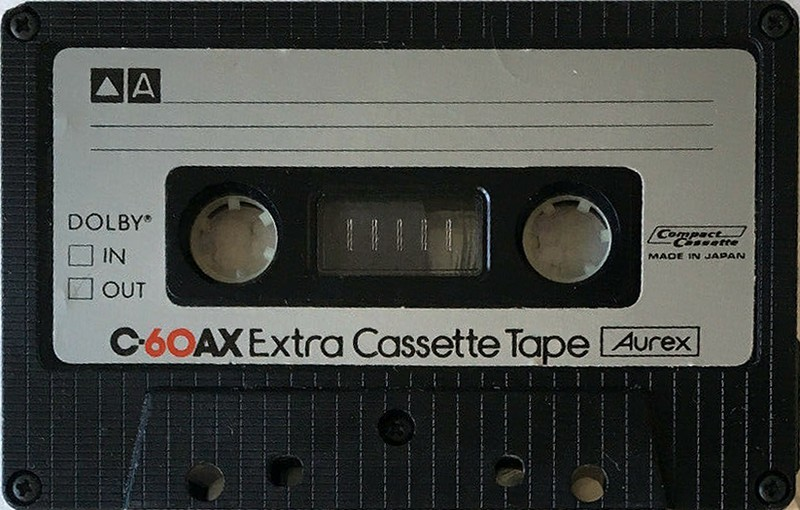 ▲ A
DOLBY®
IN
OUT
Compact
Cassette
MADE IN JAPAN
C-60AX Extra Cassette Tape Aurex